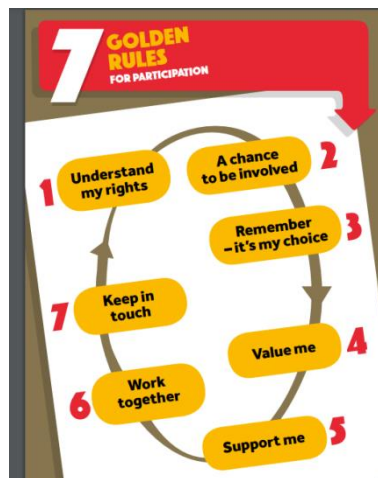 7 GOLDEN
RULES
FOR PARTICIPATION
1 Understand
my rights
2 A chance
to be involved
3 Remember
– it's my choice
4 Value me
5 Support me
6 Work
together
7 Keep in
touch